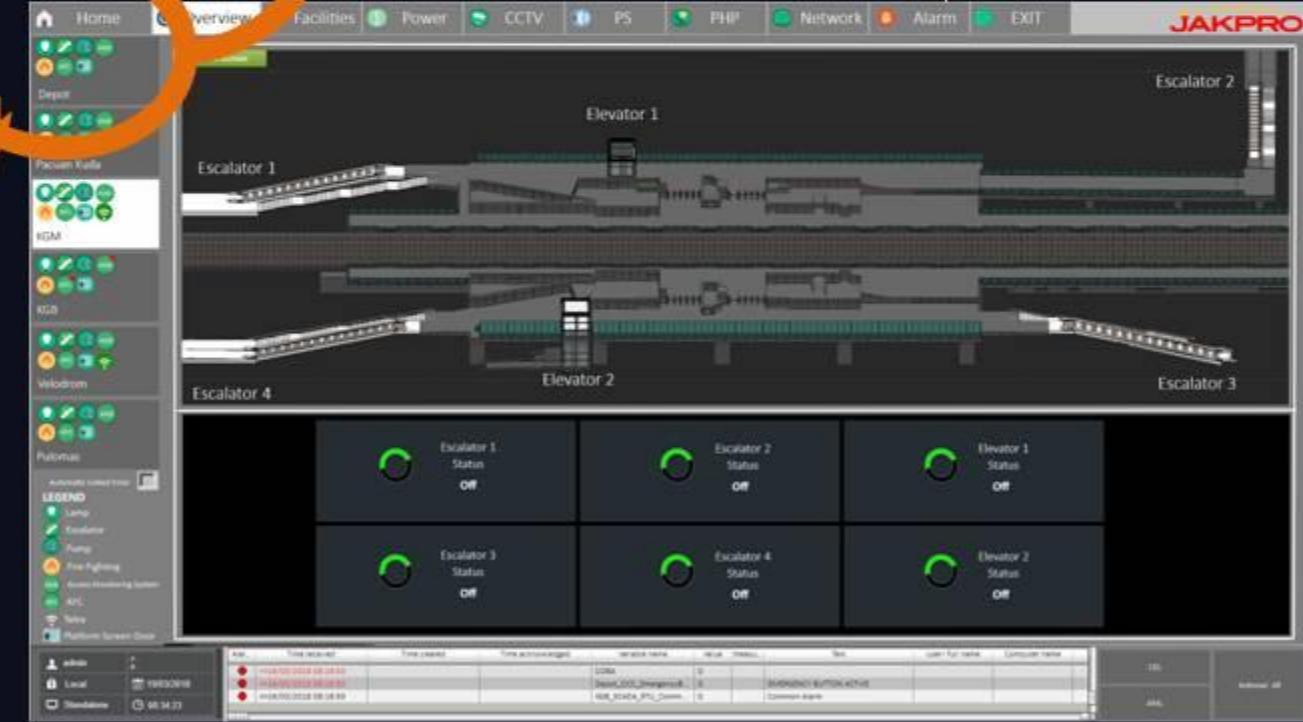 Home
Overview
Facilities
Power
CCTV
PS
PHP
Network
Alarm
EXIT
JAKPRO
Depot
KGM
KGB
Velodrom
Pulomas
LEGEND
Lamp
Escalator
Pump
Fire Fighting
AFC
Tetra
Platform Screen Door
Escalator 1
Elevator 1
Escalator 2
Escalator 4
Elevator 2
Escalator 3
Escalator 1
Status
Off
Escalator 2
Status
Off
Elevator 1
Status
Off
Escalator 3
Status
Off
Escalator 4
Status
Off
Elevator 2
Status
Off
admin
Local
Standalone
Time received
Time created
Time acknowledged
Variable name
Value
Text
User full name
Computer name
EMERGENCY BUTTON ACTIVE
Common Alarm